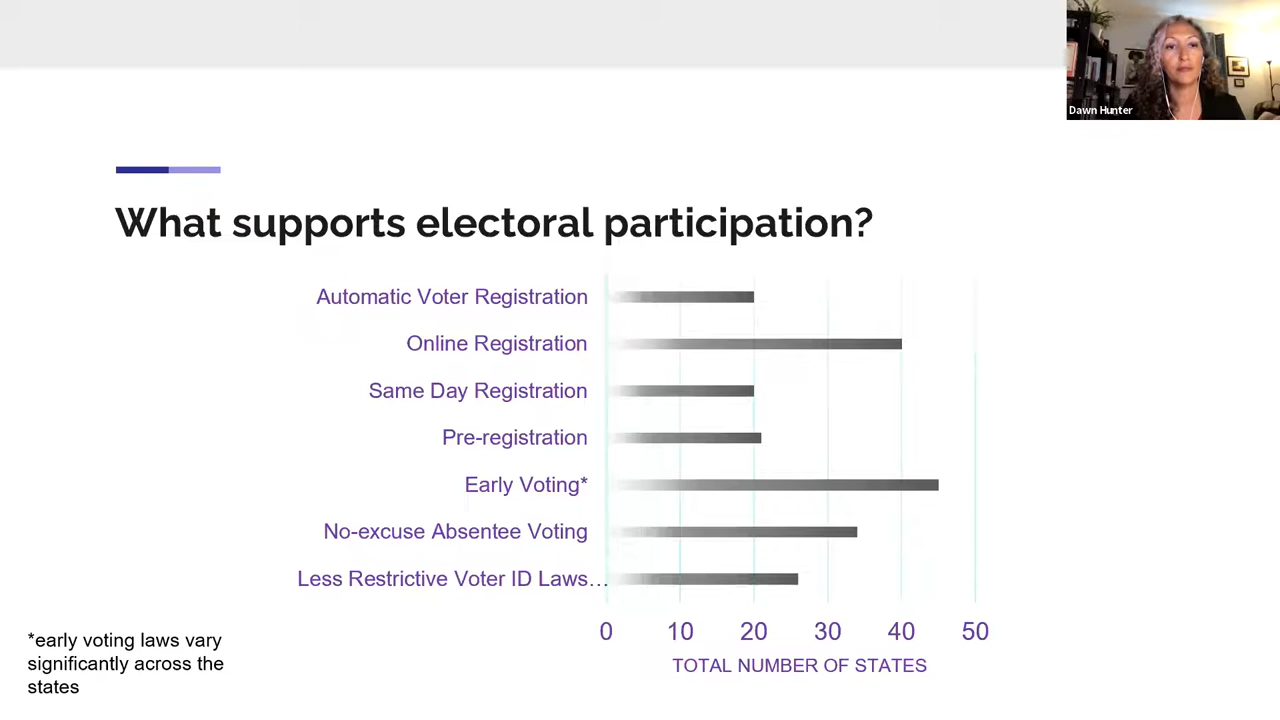 Dawn Hunter
What supports electoral participation?
Automatic Voter Registration
Online Registration
Same Day Registration
Pre-registration
Early Voting*
No-excuse Absentee Voting
Less Restrictive Voter ID Laws…
0 10 20 30 40 50
TOTAL NUMBER OF STATES
*early voting laws vary
significantly across the
states